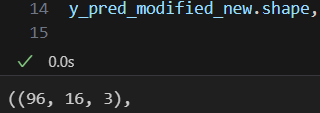 14 y_pred_modified_new.shape,
15
✓ 0.0s
((96, 16, 3),